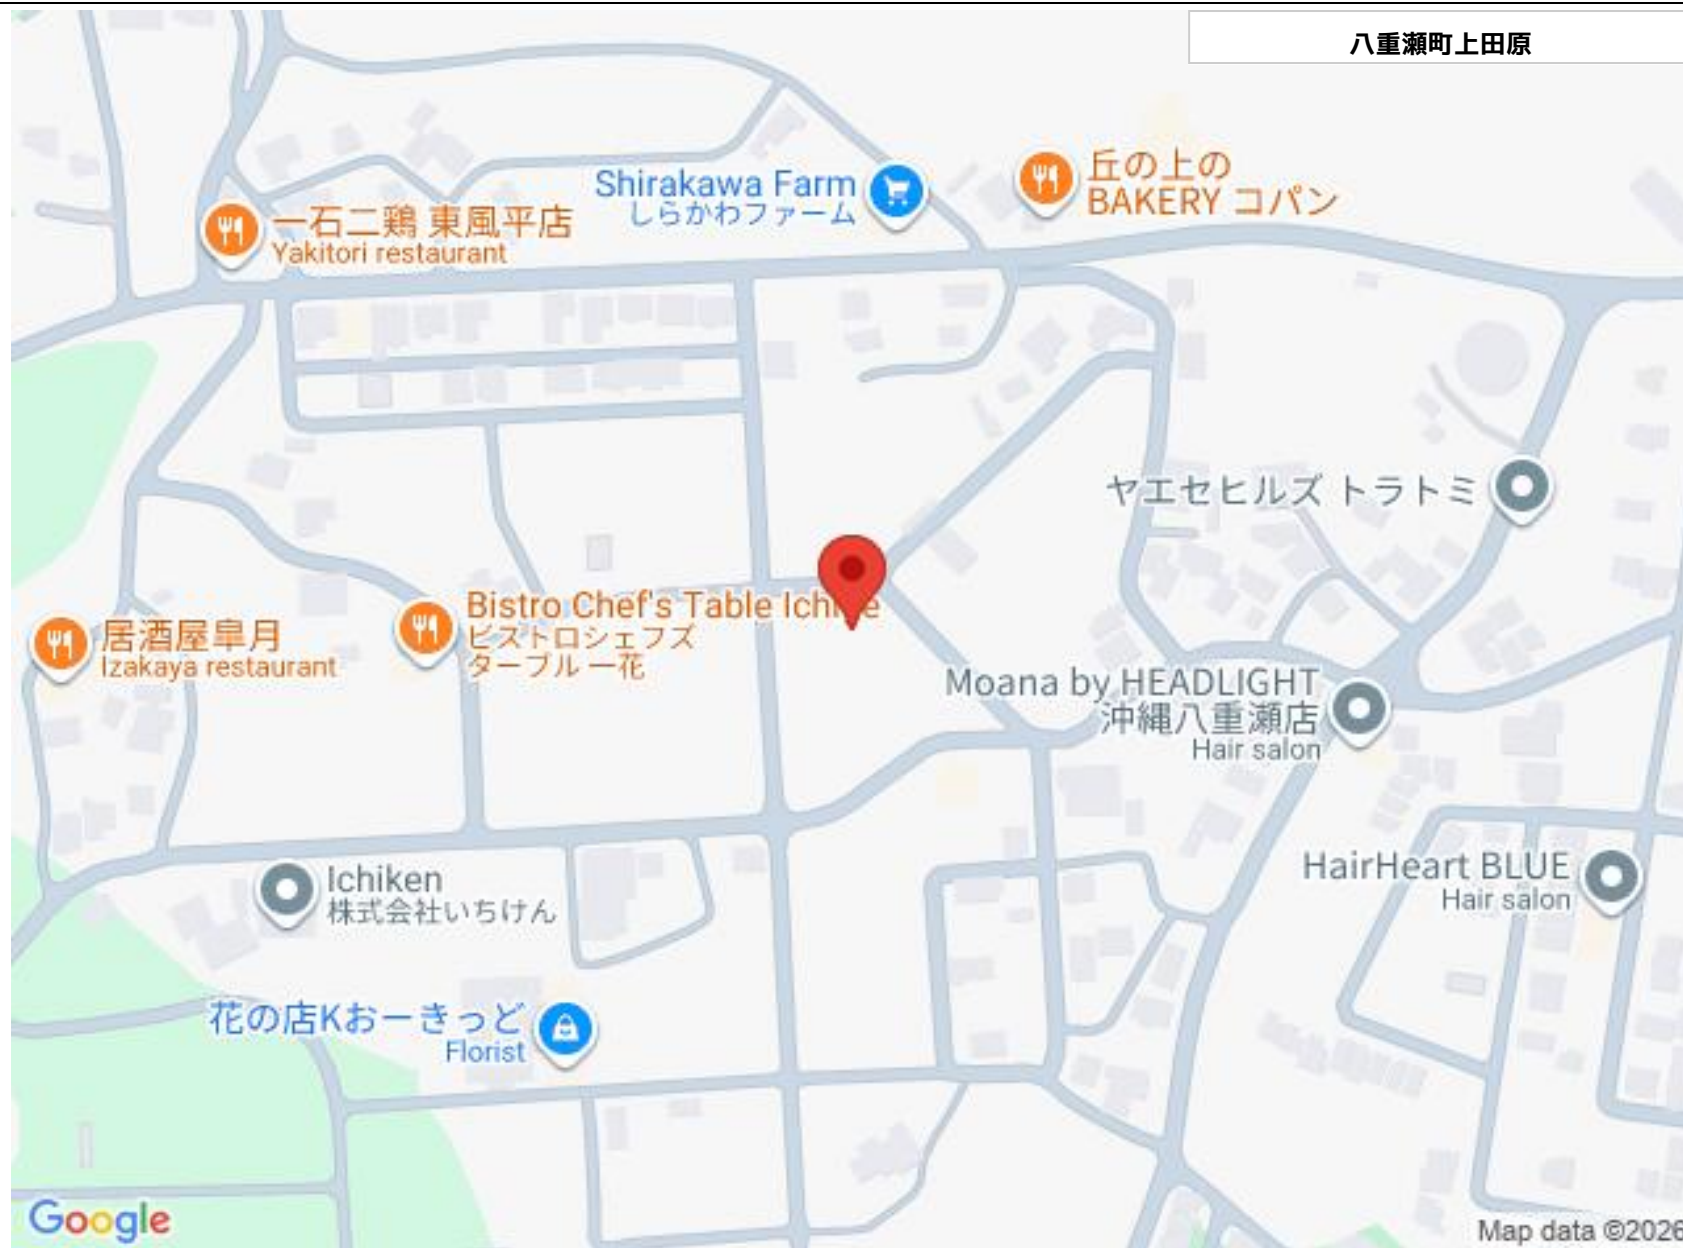 八重瀬町上田原
丘の上の
BAKERY コパン
Shirakawa Farm
しらかわファーム
一石二鶏 東風平店
Yakitori restaurant
ヤエセヒルズ トラトミ
Bistro Chef's Table Ich
ビストロシェフズ
ターブル 一花
居酒屋皐月
Izakaya restaurant
Moana by HEADLIGHT
沖縄八重瀬店
Hair salon
Ichiken
株式会社いちけん
HairHeart BLUE
Hair salon
花の店Kおーきっど
Florist
Google
Map data ©2026